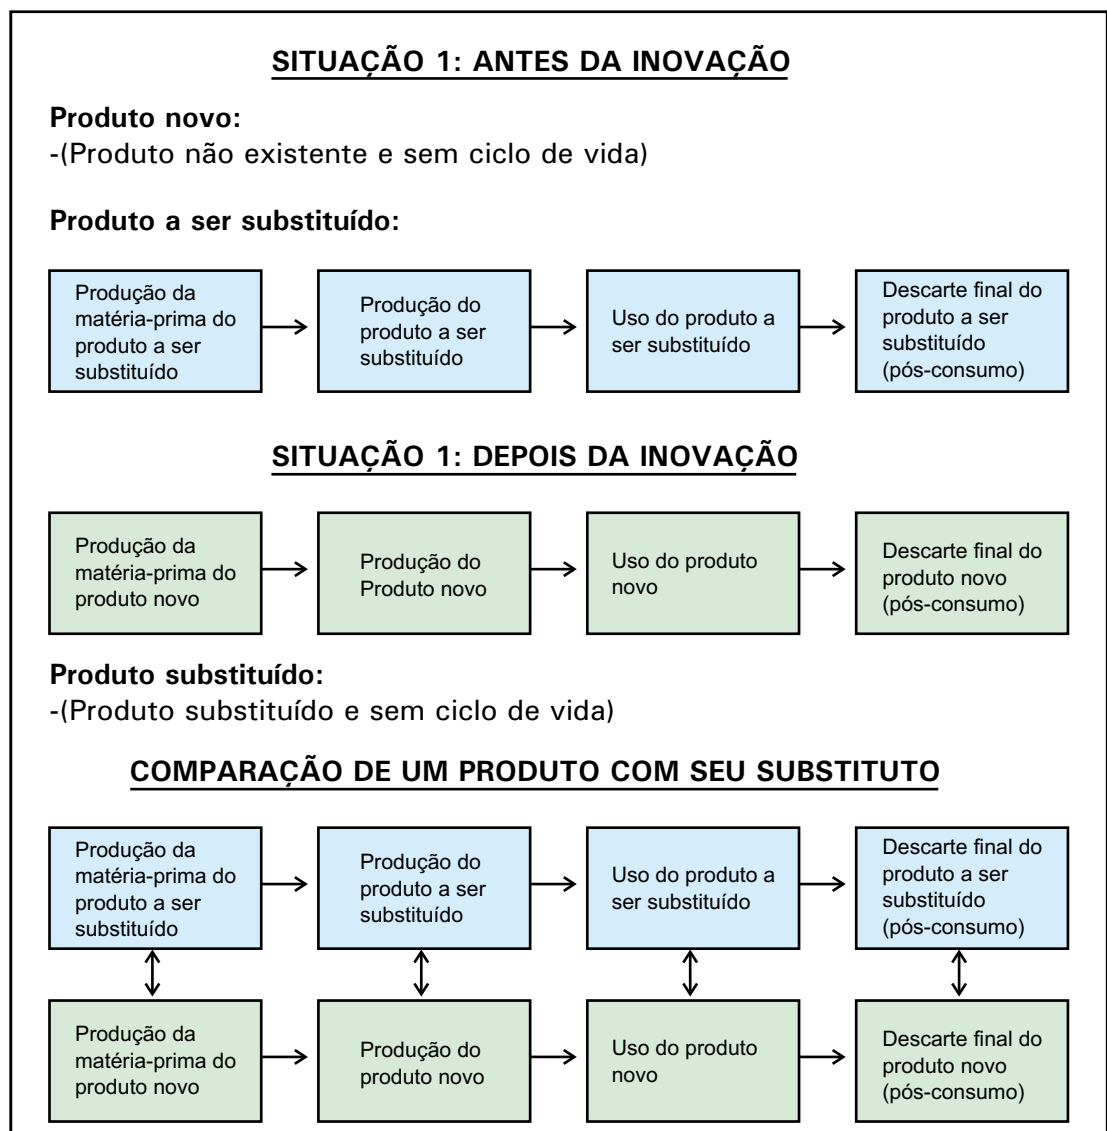 SITUAÇÃO 1: ANTES DA INOVAÇÃO
Produto novo:
-(Produto não existente e sem ciclo de vida)
Produto a ser substituído:
Produção da
matéria-prima do
produto a ser
substituído
Produção do
produto a ser
substituído
Uso do produto a
ser substituído
Descarte final do
produto a ser
substituído
(pós-consumo)
SITUAÇÃO 1: DEPOIS DA INOVAÇÃO
Produção da
matéria-prima do
produto novo
Produção do
Produto novo
Uso do produto
novo
Descarte final do
produto novo
(pós-consumo)
Produto substituído:
-(Produto substituído e sem ciclo de vida)
COMPARAÇÃO DE UM PRODUTO COM SEU SUBSTITUTO
Produção da
matéria-prima do
produto a ser
substituído
Produção do
produto a ser
substituído
Uso do produto a
ser substituído
Descarte final do
produto a ser
substituído
(pós-consumo)
Produção da
matéria-prima do
produto novo
Produção do
produto novo
Uso do produto
novo
Descarte final do
produto novo
(pós-consumo)